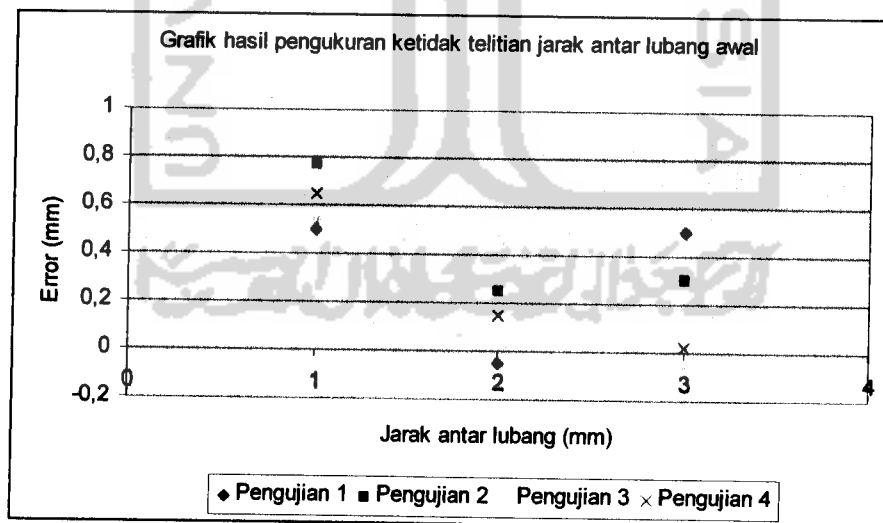 Grafik hasil pengukuran ketidak telitian jarak antar lubang awal
Error (mm)
1
0,8
0,6
0,4
0,2
0
-0,2
0 1 2 3 4
Jarak antar lubang (mm)
Pengujian 1 Pengujian 2 Pengujian 3 Pengujian 4